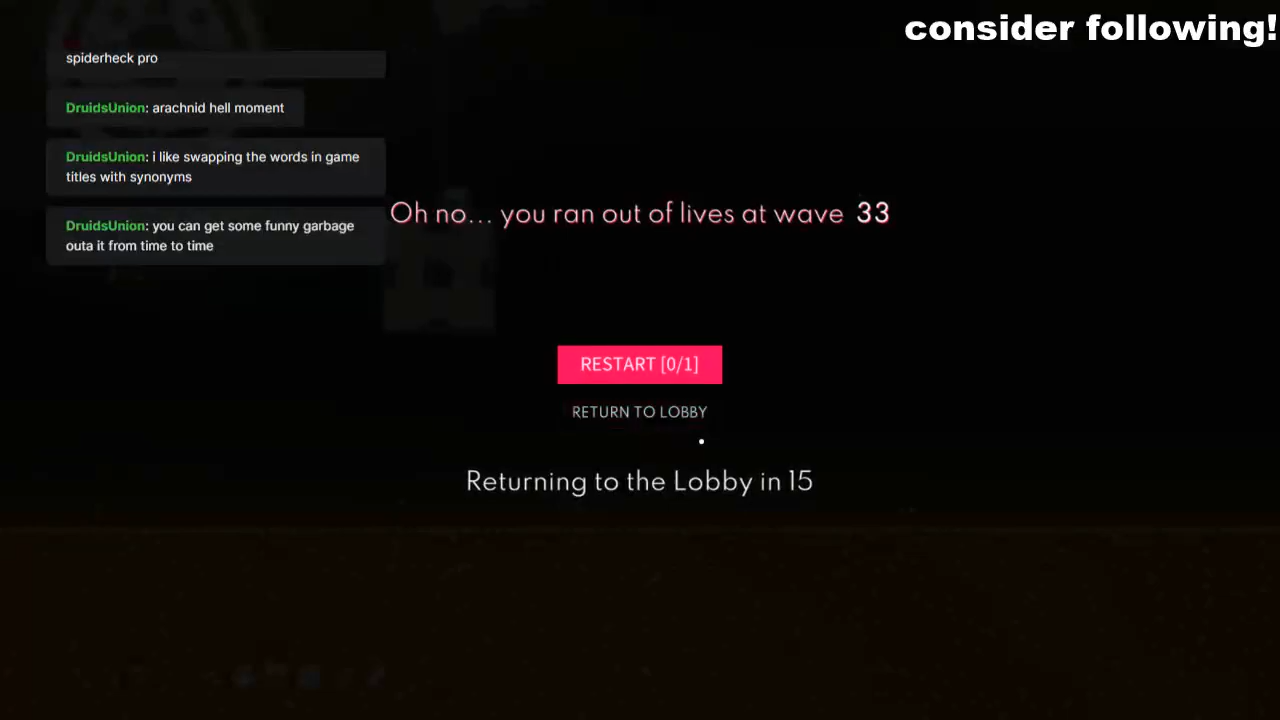 consider following!
spiderheck pro
DruidsUnion: arachnid hell moment
DruidsUnion: i like swapping the words in game
titles with synonyms
DruidsUnion: you can get some funny garbage
outa it from time to time
Oh no... you ran out of lives at wave 33
RESTART [0/1]
RETURN TO LOBBY
Returning to the Lobby in 15